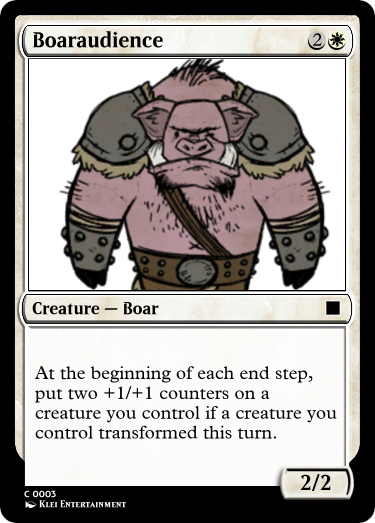 Boaraudience 2
Creature — Boar
At the beginning of each end step,
put two +1/+1 counters on a
creature you control if a creature you
control transformed this turn.
2/2
C 0003
Klei Entertainment